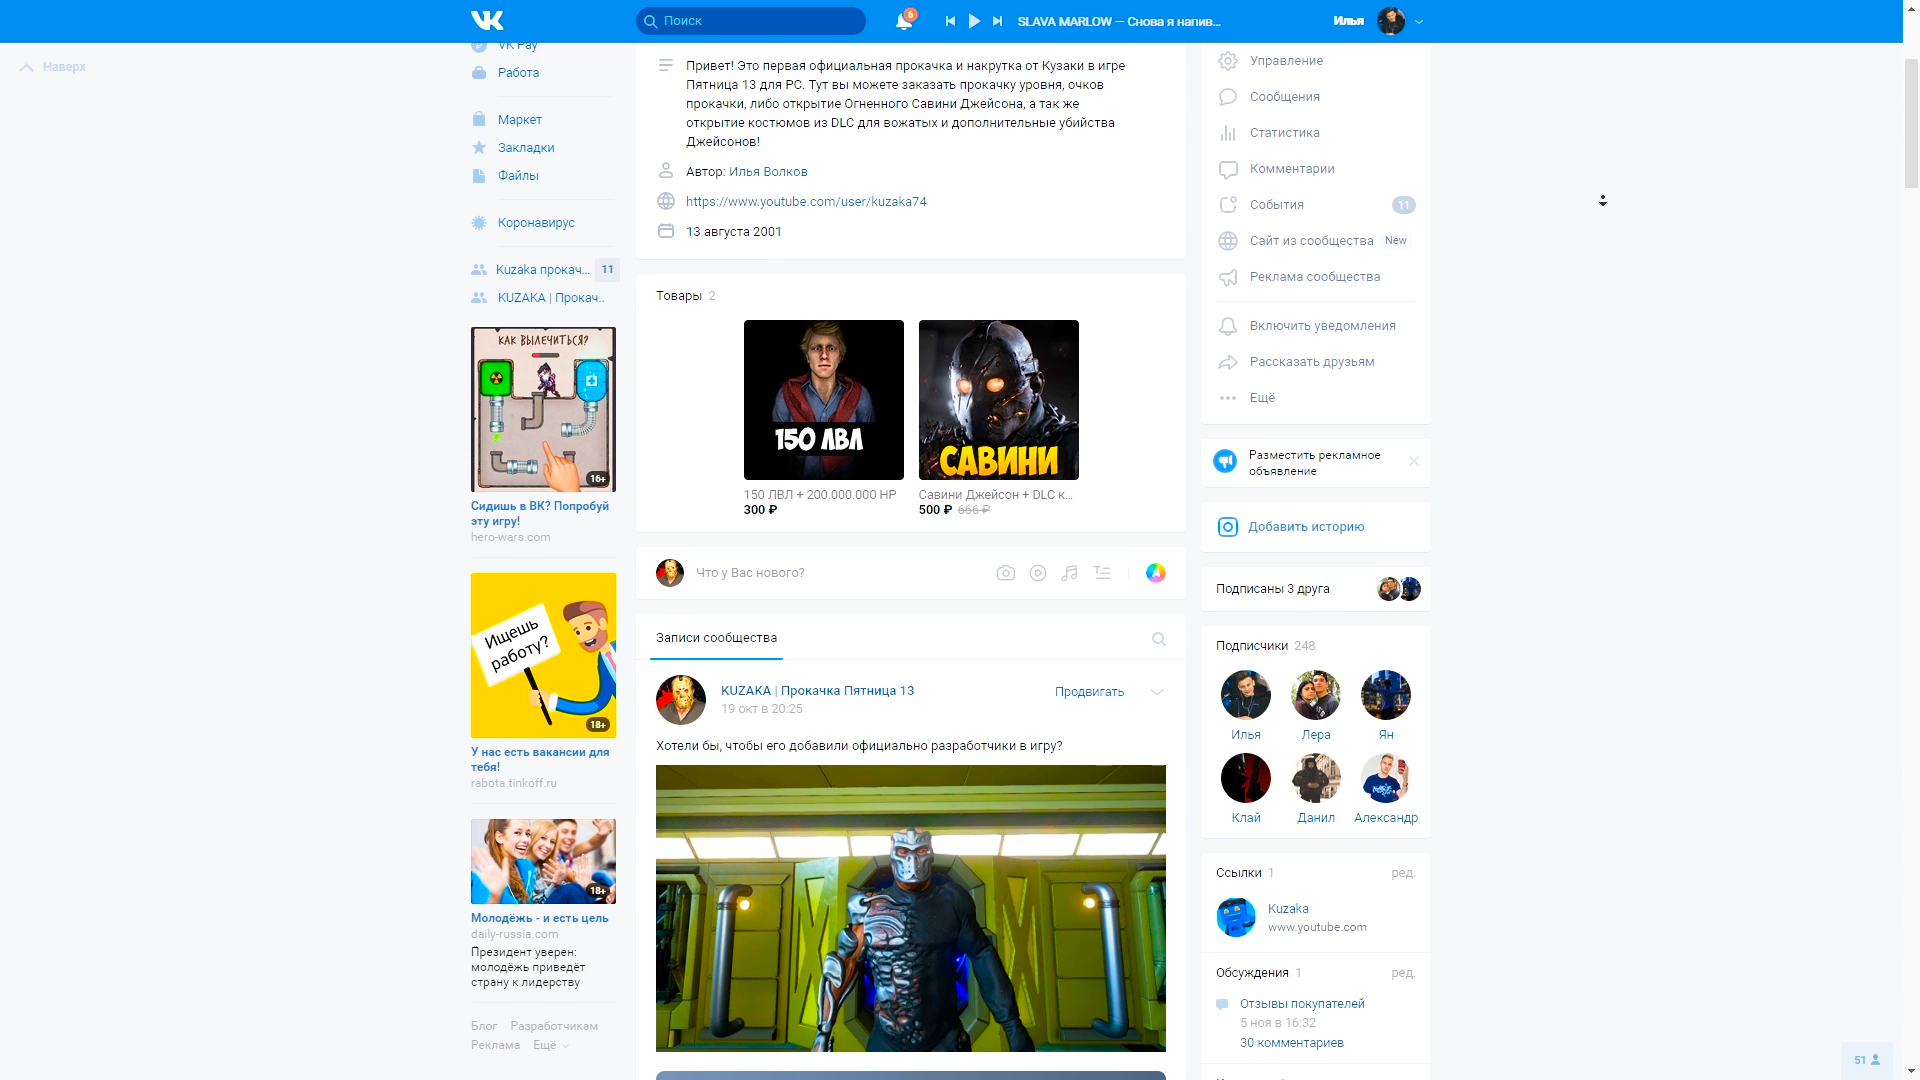 Поиск
6
SLAVA MARLOW – Снова я напив...
Илья
Наверх
VK Pay
Работа
Маркет
Закладки
Файлы
Коронавирус
Kuzaka прокач...
11
KUZAKA | Прокач..
КАК ВЫЛЕЧИТЬСЯ?
16+
Сидишь в ВК? Попробуй
эту игру!
hero-wars.com
Ищешь
работу?
18+
У нас есть вакансии для
тебя!
rabota.tinkoff.ru
18+
Молодёжь - и есть цель
daily-russia.com
Президент уверен:
молодёжь приведёт
страну к лидерству
Блог Разработчикам
Реклама Ещё
Привет! Это первая официальная прокачка и накрутка от Кузаки в игре
Пятница 13 для PC. Тут вы можете заказать прокачку уровня, очков
прокачки, либо открытие Огненного Савини Джейсона, а так же
открытие костюмов из DLC для вожатых и дополнительные убийства
Джейсонов!
Автор: Илья Волков
https://www.youtube.com/user/kuzaka74
13 августа 2001
Товары 2
150 ЛВЛ
САВИНИ
150 ЛВЛ + 200.000.000 HP
300 ₽
Савини Джейсон + DLC к...
500 ₽ 666 ₽
Что у Вас нового?
Записи сообщества
KUZAKA | Прокачка Пятница 13
19 окт в 20:25
Продвигать
Хотели бы, чтобы его добавили официально разработчики в игру?
Управление
Сообщения
Статистика
Комментарии
События
11
Сайт из сообщества New
Реклама сообщества
Включить уведомления
Рассказать друзьям
Ещё
Разместить рекламное
объявление
Добавить историю
Подписаны 3 друга
Подписчики 248
Илья
Лера
Ян
Клай
Данил
Александр
Ссылки 1
ред.
Kuzaka
www.youtube.com
Обсуждения 1
ред.
Отзывы покупателей
5 ноя в 16:32
30 комментариев
51